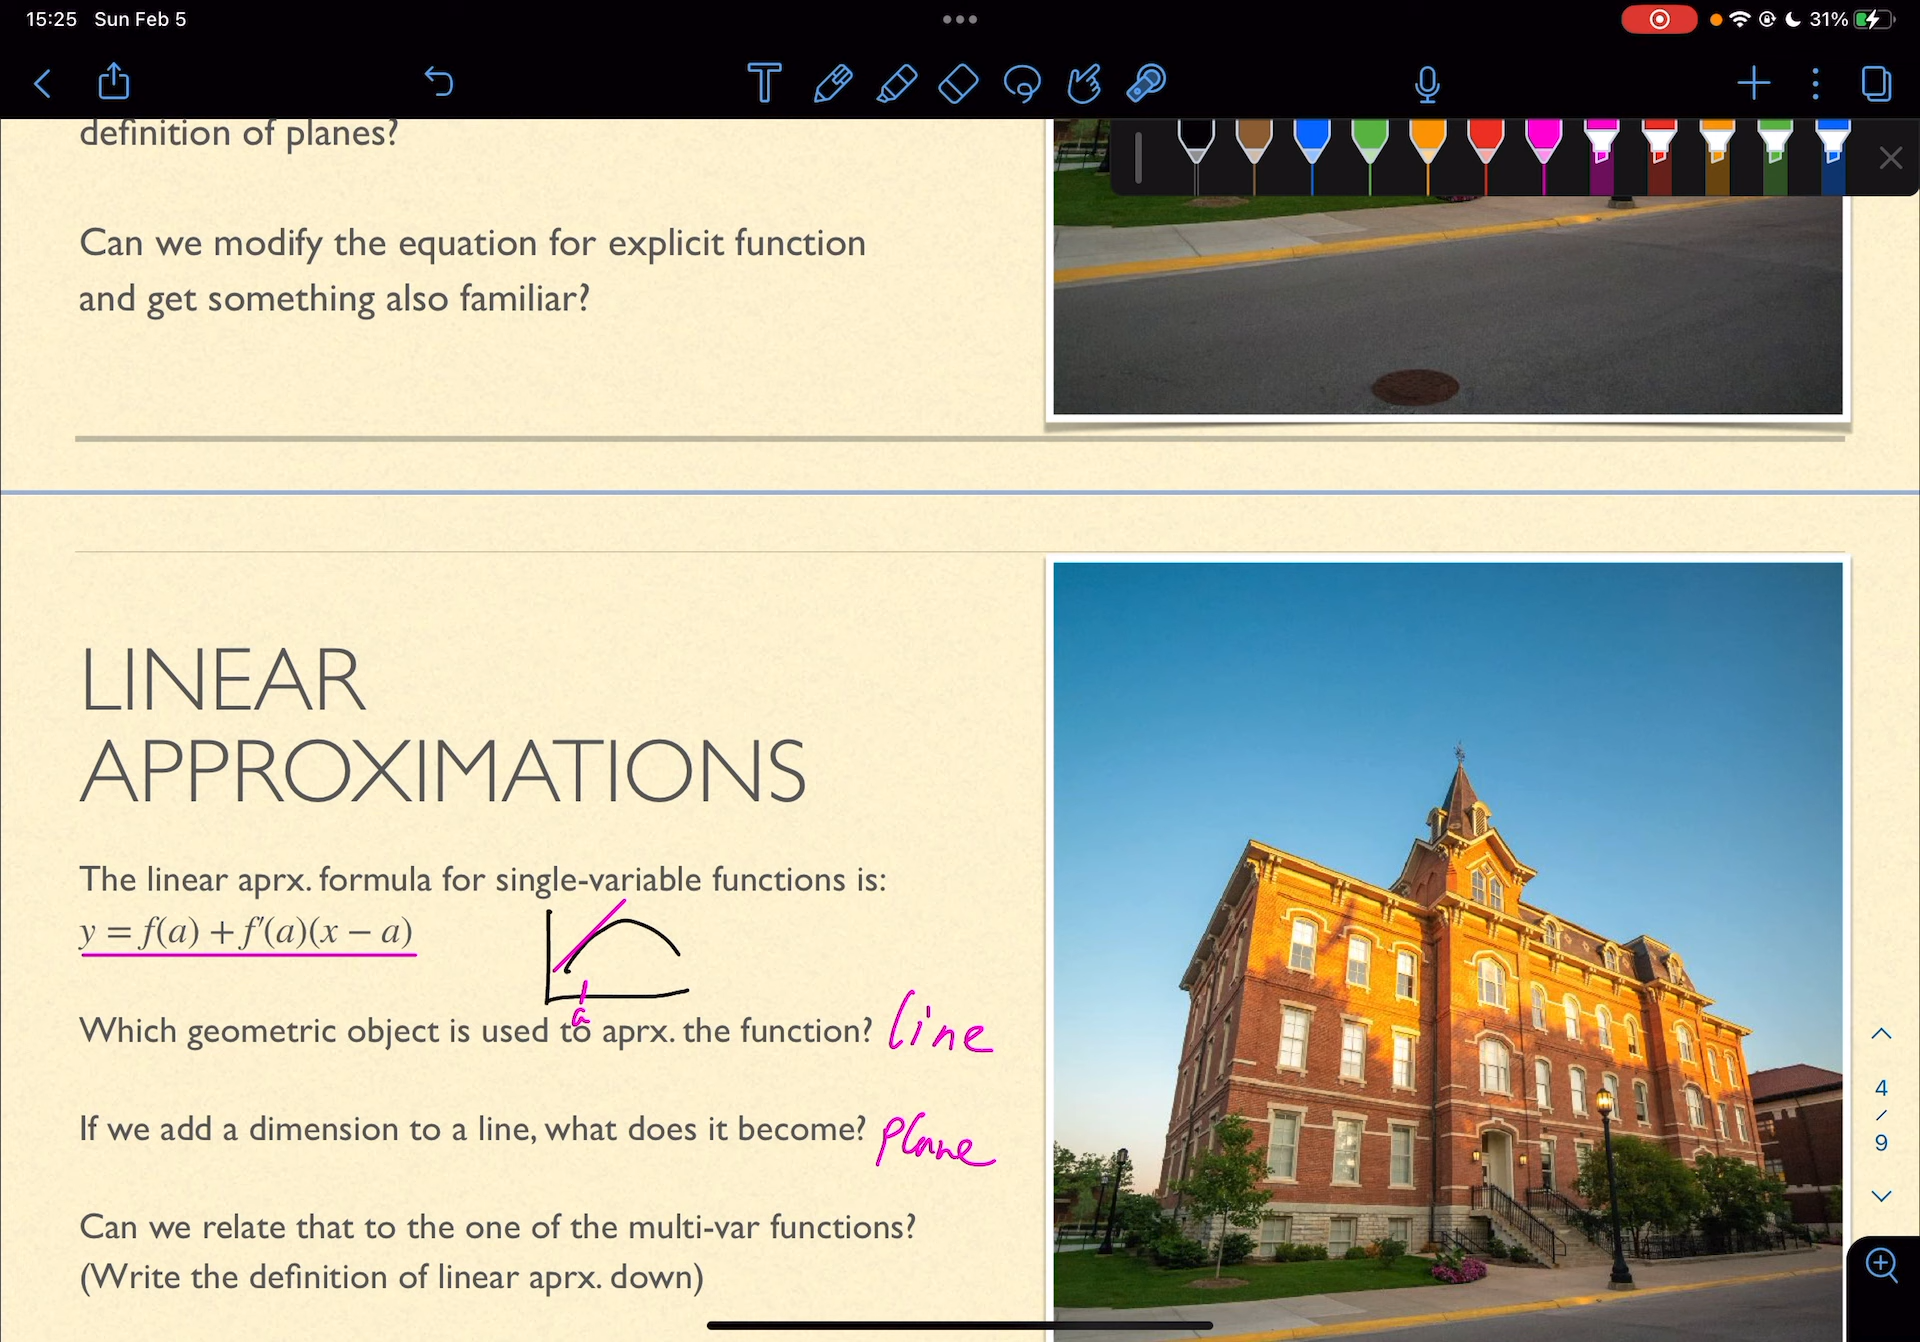 15:25 Sun Feb 5
31%
definition of planes?
Can we modify the equation for explicit function
and get something also familiar?
LINEAR
APPROXIMATIONS
The linear aprx. formula for single-variable functions is:
y = f(a) + f'(a)(x − a)
a
Which geometric object is used to aprx. the function? line
If we add a dimension to a line, what does it become? plane
Can we relate that to the one of the multi-var functions?
(Write the definition of linear aprx. down)
4
/
9